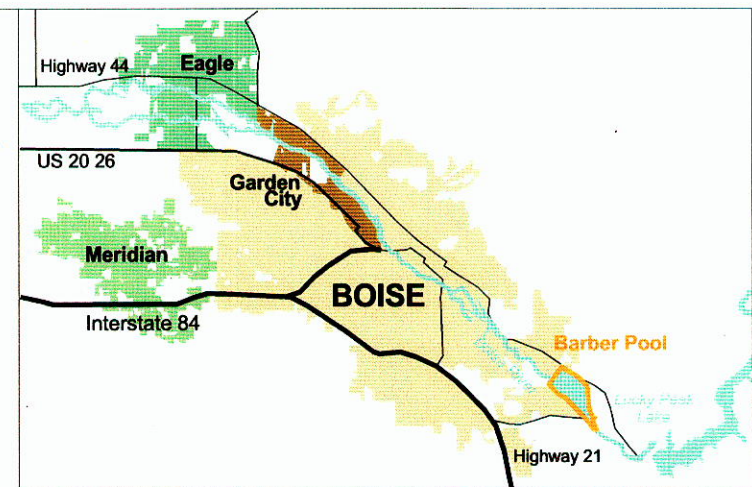 Highway 44
Eagle
US 20 26
Garden
City
Meridian
BOISE
Interstate 84
Barber Pool
Lucky Peak
Lake
Highway 21